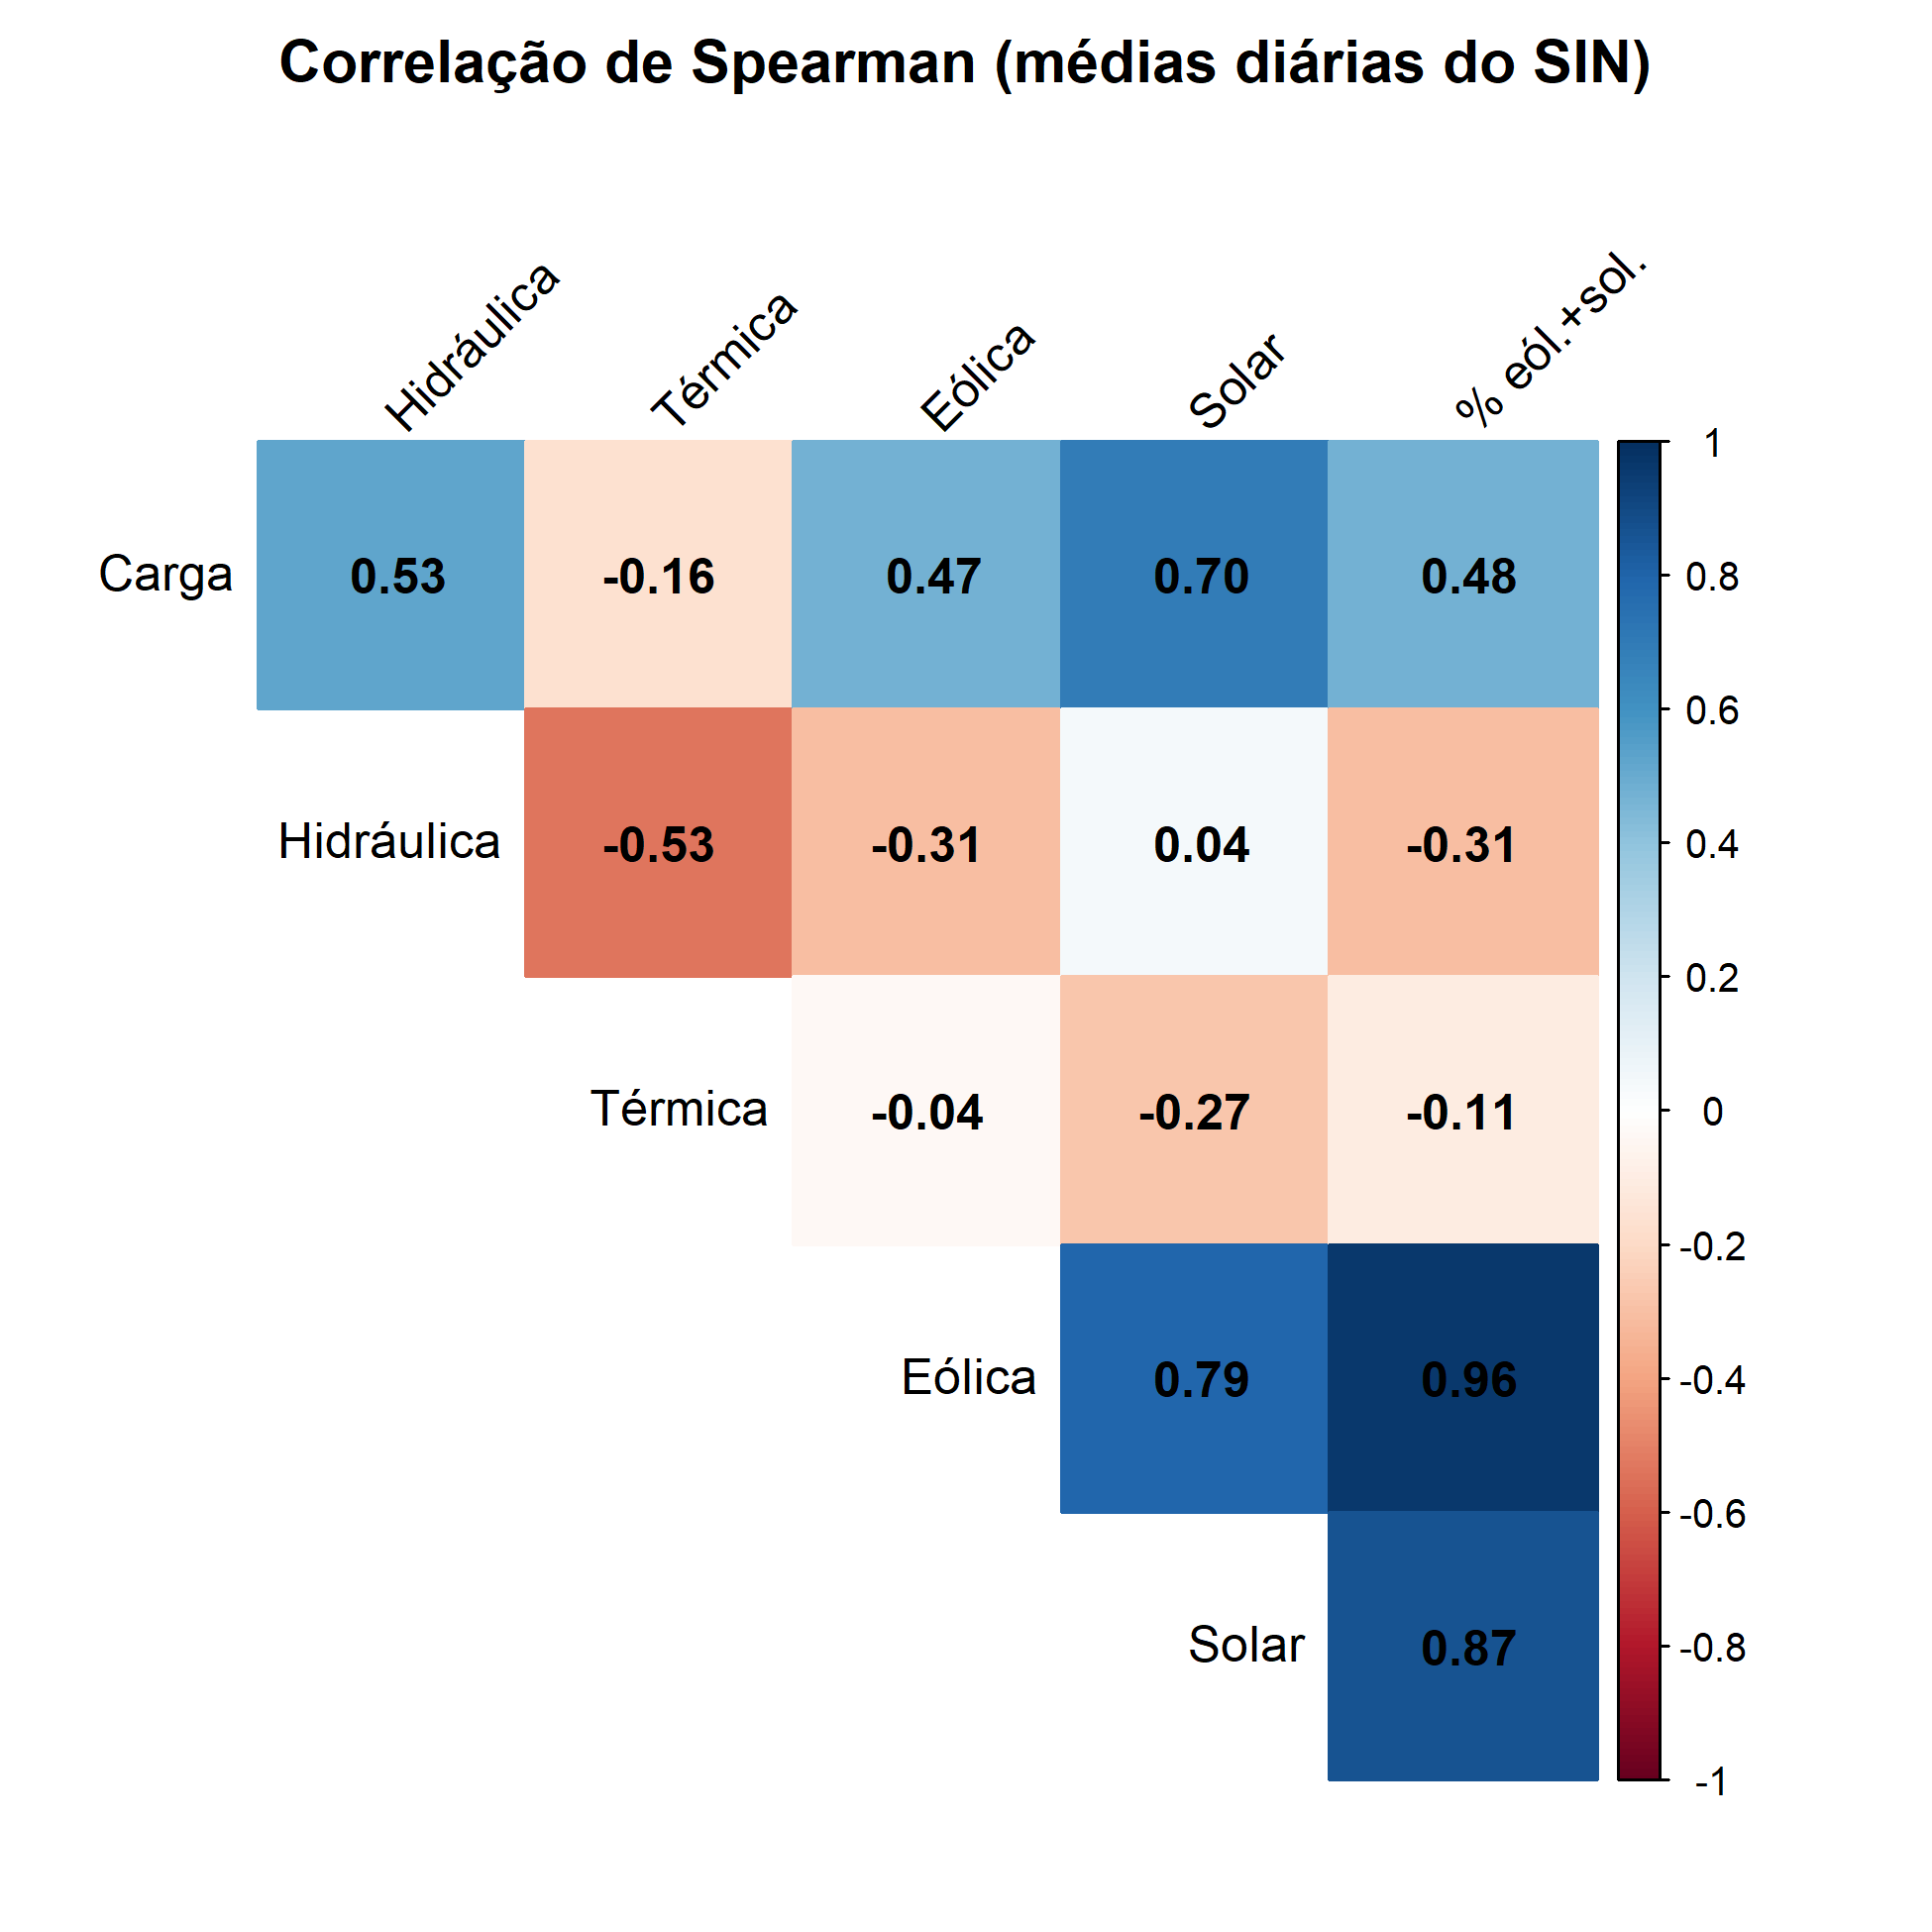 Correlação de Spearman (médias diárias do SIN)
Hidráulica
Térmica
Eólica
Solar
% eól.+sol.
Carga 0.53 -0.16 0.47 0.70 0.48
Hidráulica -0.53 -0.31 0.04 -0.31
Térmica -0.04 -0.27 -0.11
Eólica 0.79 0.96
Solar 0.87
1
0.8
0.6
0.4
0.2
0
-0.2
-0.4
-0.6
-0.8
-1